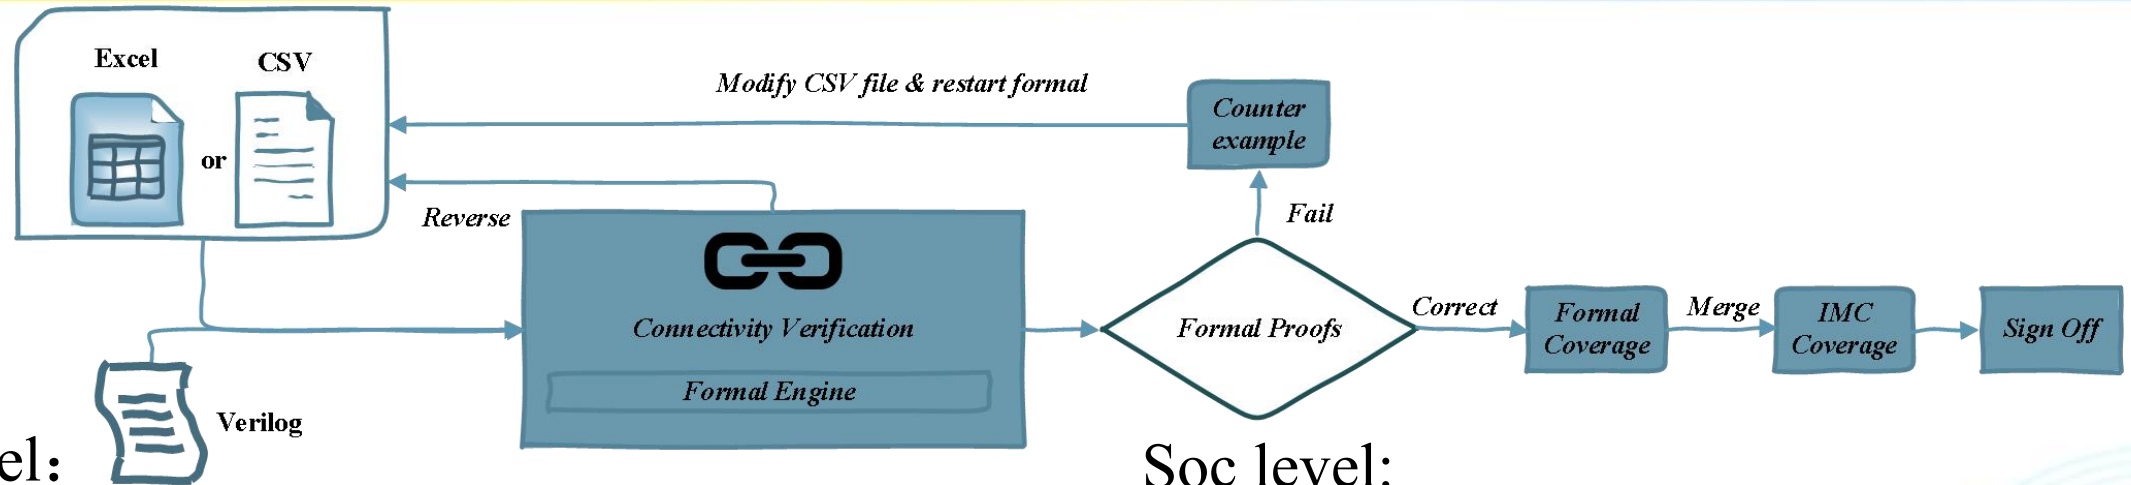 Excel
CSV
or
Modify CSV file & restart formal
Counter
example
Reverse
Fail
Connectivity Verification
Formal Engine
Formal Proofs
Correct
Formal
Coverage
Merge
IMC
Coverage
Sign Off
Verilog
el：
Soc level: